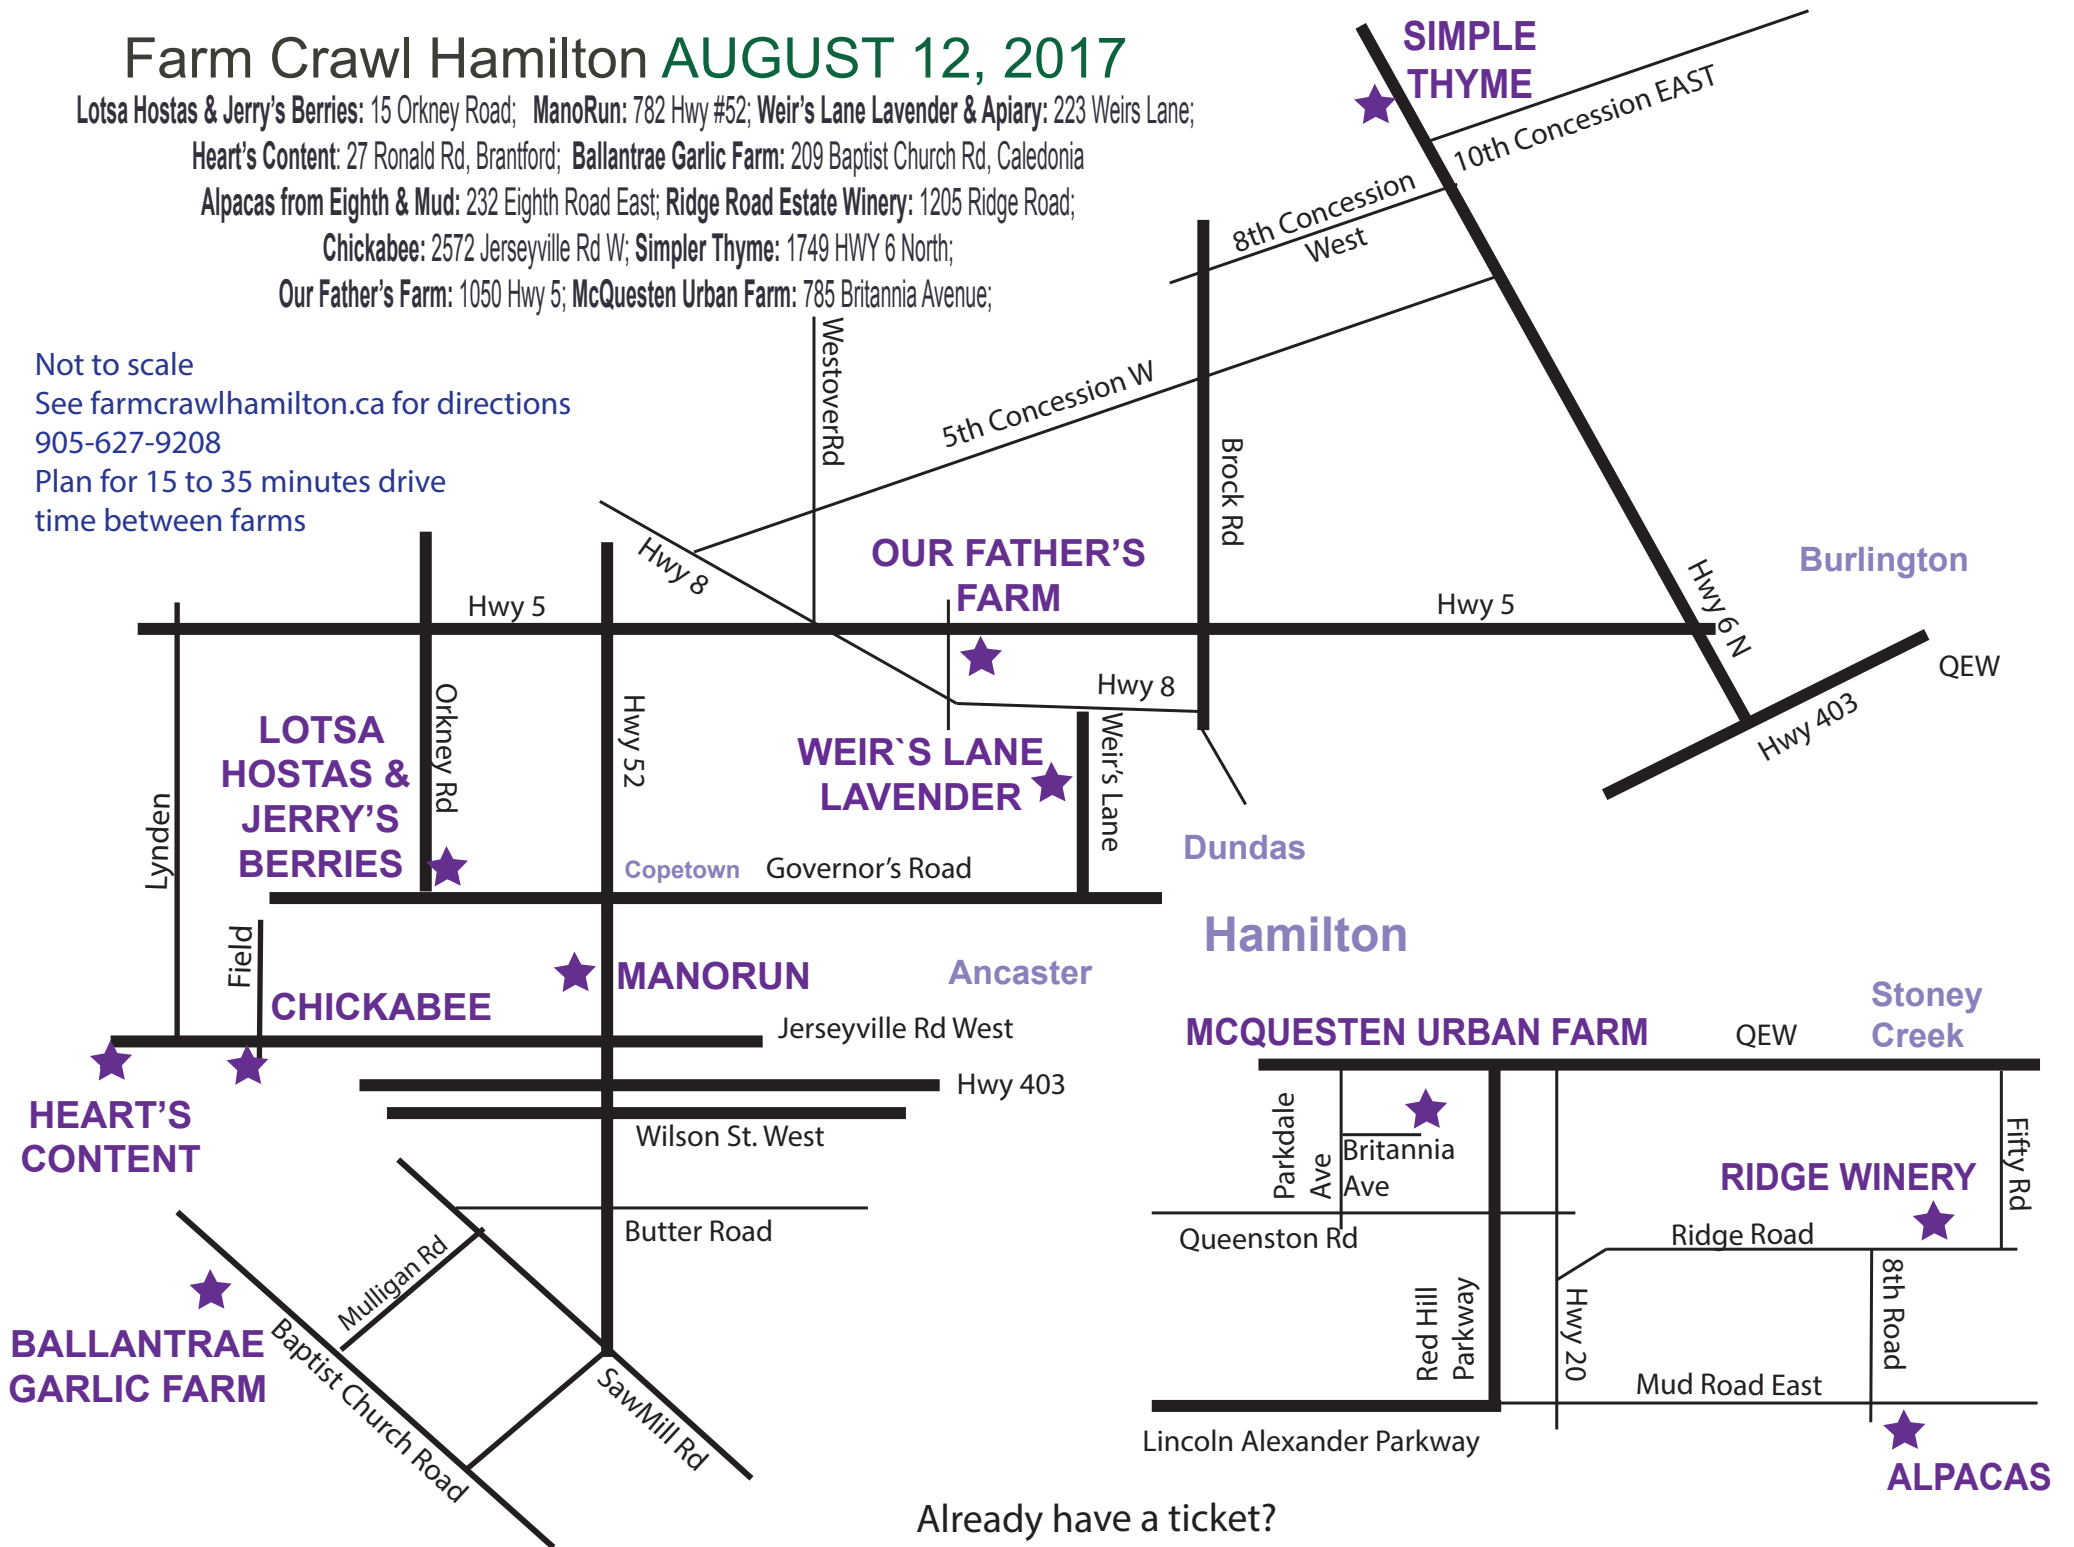 Farm Crawl Hamilton AUGUST 12, 2017
Lotsa Hostas & Jerry's Berries: 15 Orkney Road; ManoRun: 782 Hwy #52; Weir's Lane Lavender & Apiary: 223 Weirs Lane;
Heart's Content: 27 Ronald Rd, Brantford; Ballantrae Garlic Farm: 209 Baptist Church Rd, Caledonia
Alpacas from Eighth & Mud: 232 Eighth Road East; Ridge Road Estate Winery: 1205 Ridge Road;
Chickabee: 2572 Jerseyville Rd W; Simpler Thyme: 1749 HWY 6 North;
Our Father's Farm: 1050 Hwy 5; McQuesten Urban Farm: 785 Britannia Avenue;
Not to scale
See farmcrawlhamilton.ca for directions
905-627-9208
Plan for 15 to 35 minutes drive
time between farms
SIMPLE
THYME
10th Concession EAST
8th Concession
West
5th Concession W
WestoverRd
Brock Rd
Hwy 8
OUR FATHER'S
FARM
Hwy 5
Hwy 5
Hwy 6 N
Burlington
QEW
Hwy 403
Hwy 8
Orkney Rd
Hwy 52
LOTSA
HOSTAS &
JERRY'S
BERRIES
WEIR`S LANE
LAVENDER
Weir's Lane
Lynden
Dundas
Copetown
Governor's Road
Hamilton
Field
CHICKABEE
MANORUN
Ancaster
Jerseyville Rd West
HEART'S
CONTENT
Hwy 403
Wilson St. West
Butter Road
Mulligan Rd
BALLANTRAE
GARLIC FARM
Baptist Church Road
SawMill Rd
Stoney
Creek
MCQUESTEN URBAN FARM
QEW
Parkdale
Ave
Britannia
Ave
Fifty Rd
RIDGE WINERY
Queenston Rd
Ridge Road
Red Hill
Parkway
Hwy 20
8th Road
Mud Road East
Lincoln Alexander Parkway
ALPACAS
Already have a ticket?